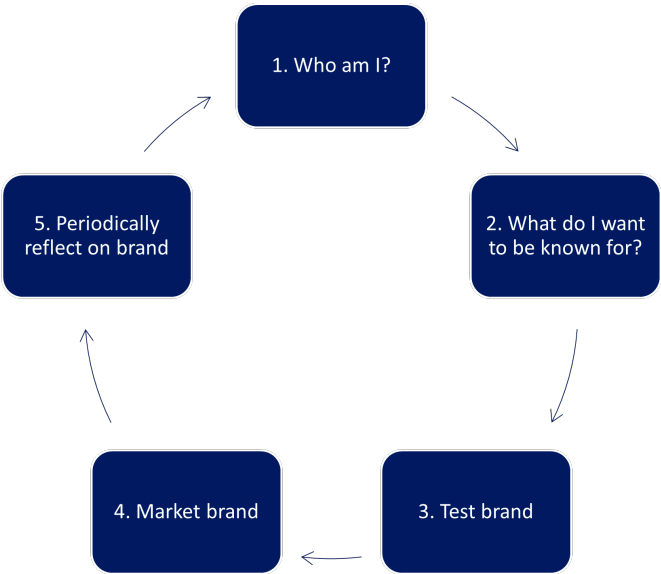 1. Who am I?
2. What do I want
to be known for?
3. Test brand
4. Market brand
5. Periodically
reflect on brand